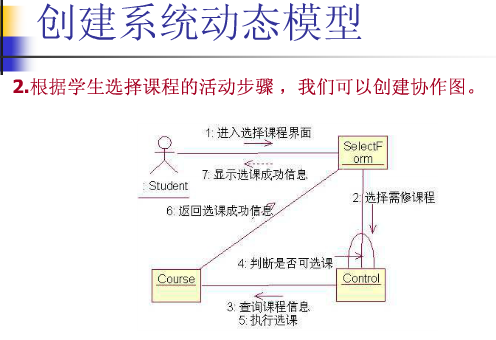 创建系统动态模型
2.根据学生选择课程的活动步骤，我们可以创建协作图。
1: 进入选择课程界面
SelectF
orm
7: 显示选课成功信息
: Student
2: 选择需修课程
6: 返回选课成功信息
4: 判断是否可选课
Course
Control
3: 查询课程信息
5: 执行选课